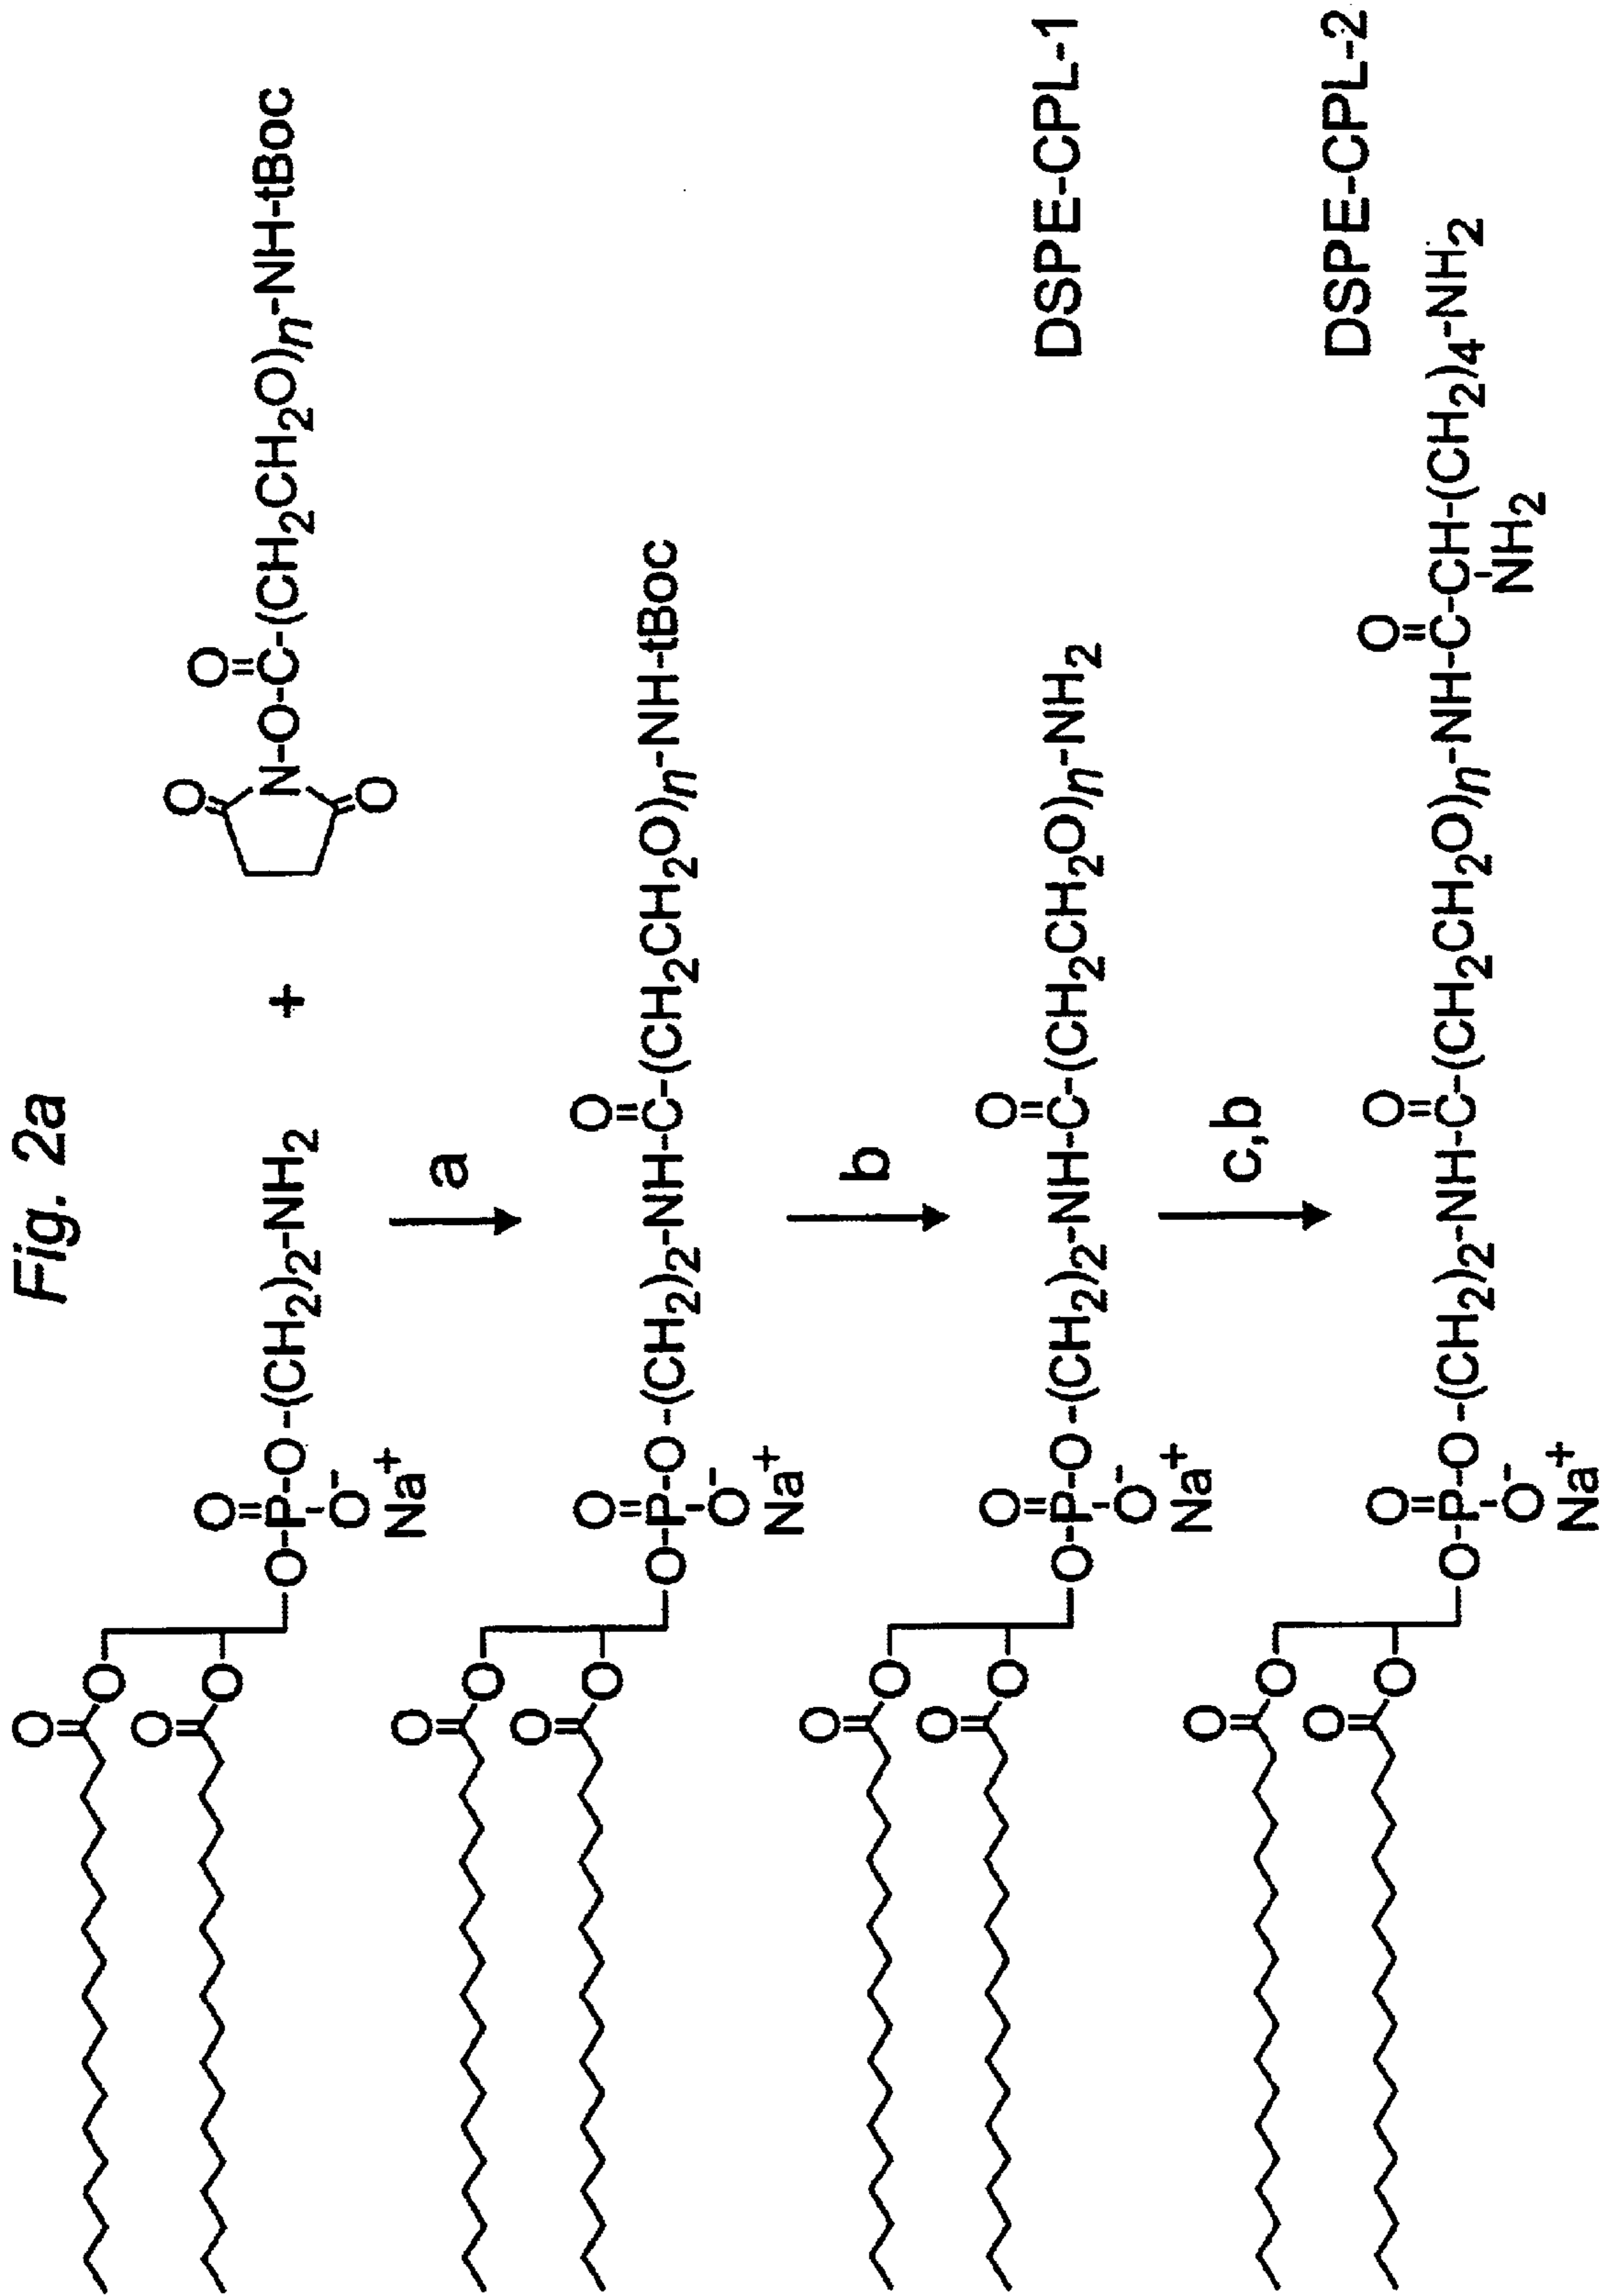 Fig. 2a
O
O
O
O
O=P-O-(CH2)2-NH2
O-
Na+
+
O
N-O-C-(CH2CH2O)n-NH-tBoc
O
O
a
O
O
O
O
O-P-O-(CH2)2-NH-C-(CH2CH2O)n-NH-tBoc
O
O
O-
Na+
b
O
O
O
O
O-P-O-(CH2)2-NH-C-(CH2CH2O)n-NH2
O
O
O-
Na+
DSPE-CPL-1
c,b
O
O
O
O
O-P-O-(CH2)2-NH-C-(CH2CH2O)n-NH-C-CH-(CH2)4-NH2
O
O
O
NH2
O-
Na+
DSPE-CPL-2